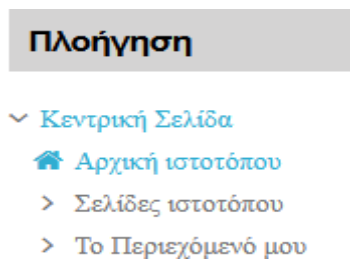 Πλοήγηση
Κεντρική Σελίδα
Αρχική ιστοτόπου
Σελίδες ιστοτόπου
Το Περιεχόμενό μου